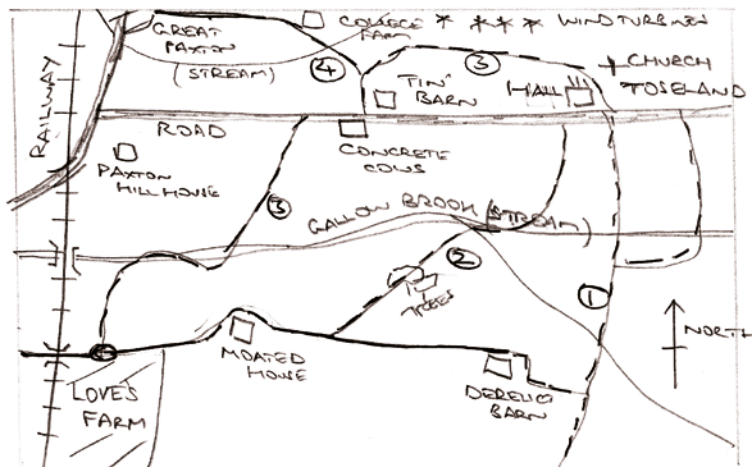 GREAT
PAXTON
COLLEGE
FARM
WIND TURBINES
(STREAM)
4
3
TIN
BARN
HALL
CHURCH
TOSELAND
RAILWAY
ROAD
PAXTON
HILL HOUSE
CONCRETE
COWS
3
GALLOW BROOK (STREAM)
2
TREES
1
NORTH
MOATED
HOUSE
LOVES
FARM
DERELICT
BARN